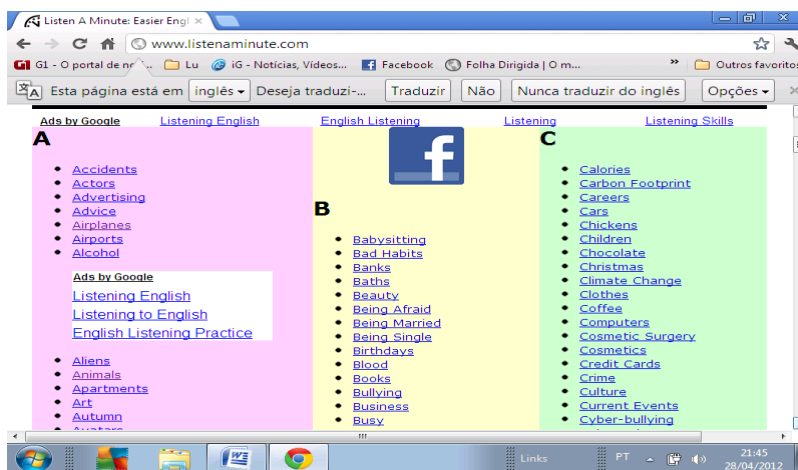 Listen A Minute: Easier Engl
www.listenaminute.com
G1 - O portal de no... Lu iG - Notícias, Vídeos... Facebook Folha Dirigida | O m... » Outros favoritos
Esta página está em inglês Deseja traduzi-... Traduzir Não Nunca traduzir do inglês Opções
Ads by Google Listening English English Listening Listening Listening Skills
A
Accidents
Actors
Advertising
Advice
Airplanes
Airports
Alcohol
Ads by Google
Listening English
Listening to English
English Listening Practice
Aliens
Animals
Apartments
Art
Autumn
Avatars
f
B
Babysitting
Bad Habits
Banks
Baths
Beauty
Being Afraid
Being Married
Being Single
Birthdays
Blood
Books
Bullying
Business
Busy
C
Calories
Carbon Footprint
Careers
Cars
Chickens
Children
Chocolate
Christmas
Climate Change
Clothes
Coffee
Computers
Cosmetic Surgery
Cosmetics
Credit Cards
Crime
Culture
Current Events
Cyber-bullying
Links PT 21:45
28/04/2012